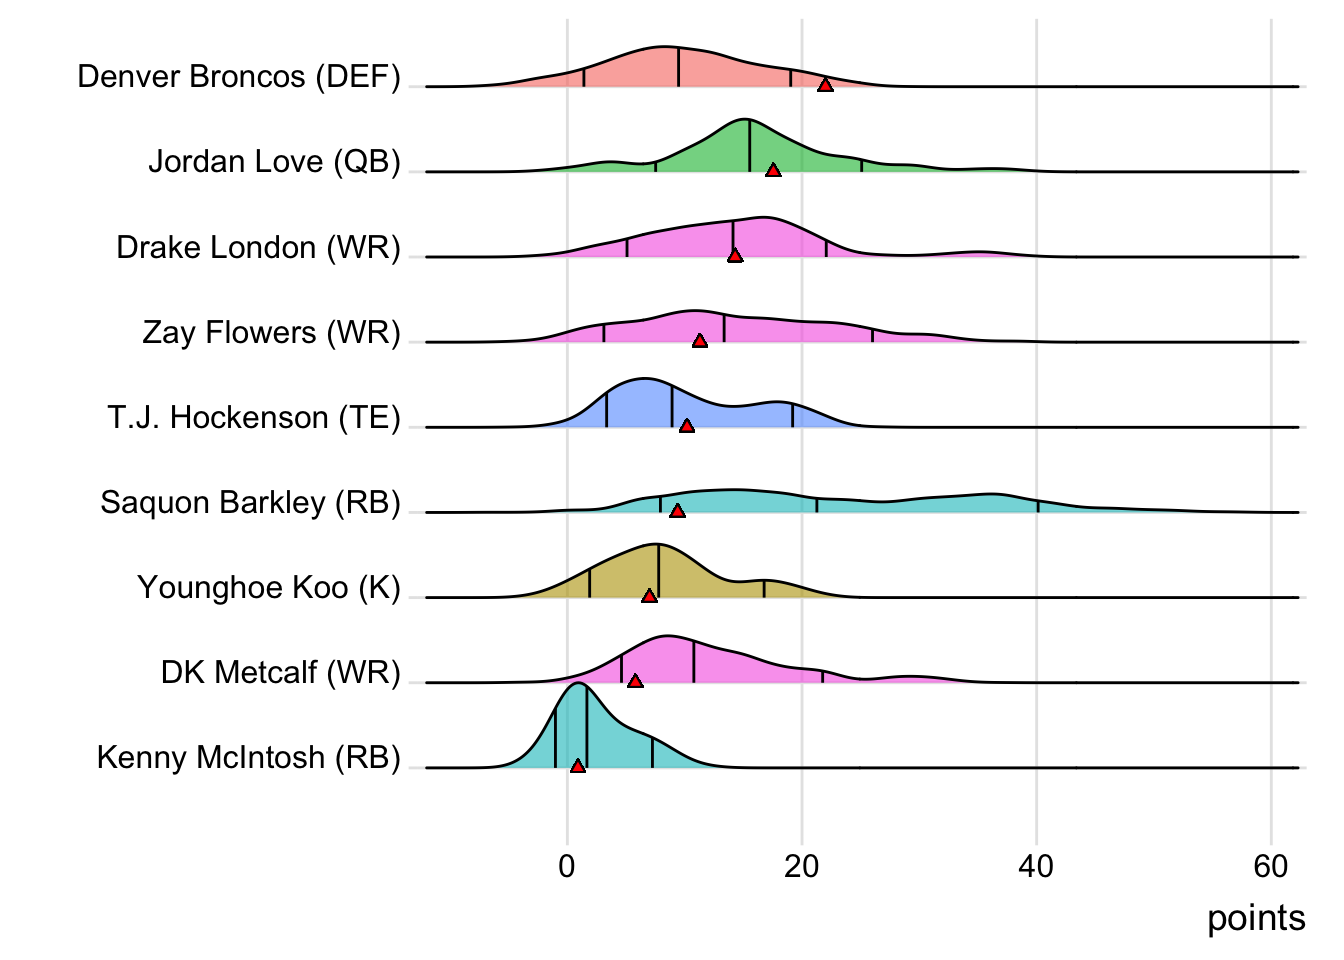 Denver Broncos (DEF)
Jordan Love (QB)
Drake London (WR)
Zay Flowers (WR)
T.J. Hockenson (TE)
Saquon Barkley (RB)
Younghoe Koo (K)
DK Metcalf (WR)
Kenny McIntosh (RB)
0 20 40 60
points